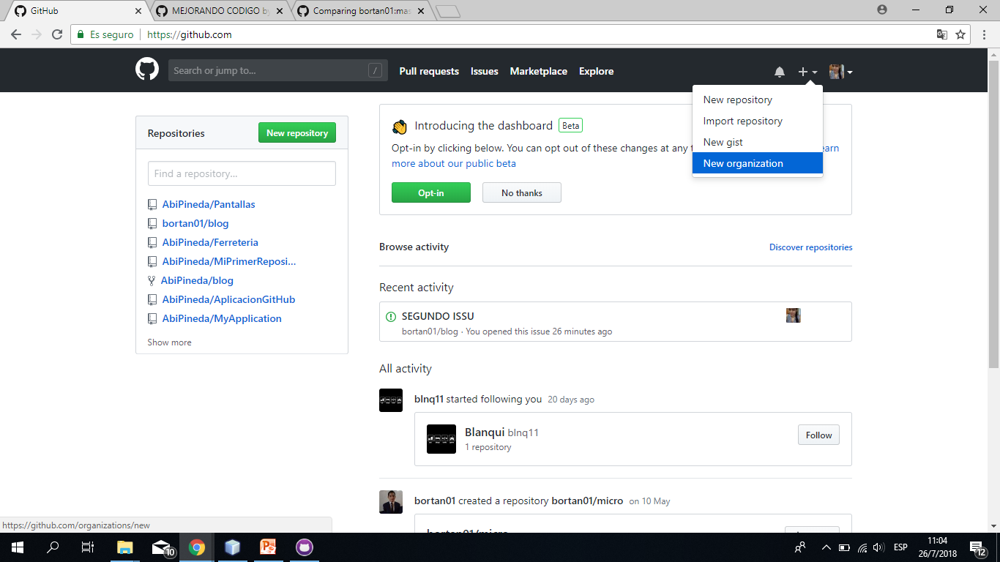 GitHub
MEJORANDO CODIGO by
Comparing bortan01:mas
Es seguro
https://github.com
Search or jump to...
/
Pull requests
Issues
Marketplace
Explore
New repository
Import repository
New gist
New organization
Repositories
New repository
Find a repository...
AbiPineda/Pantallas
bortan01/blog
AbiPineda/Ferreteria
AbiPineda/MiPrimerReposi...
AbiPineda/blog
AbiPineda/AplicacionGitHub
AbiPineda/MyApplication
Show more
Introducing the dashboard Beta
Opt-in by clicking below. You can opt out of these changes at any
more about our public beta
Opt-in
No thanks
Browse activity
Discover repositories
Recent activity
SEGUNDO ISSU
bortan01/blog · You opened this issue 26 minutes ago
All activity
blnq11 started following you 20 days ago
Blanqui blnq11
1 repository
Follow
bortan01 created a repository bortan01/micro on 10 May
bortan01/micro
https://github.com/organizations/new
10
ESP
11:04
26/7/2018
12